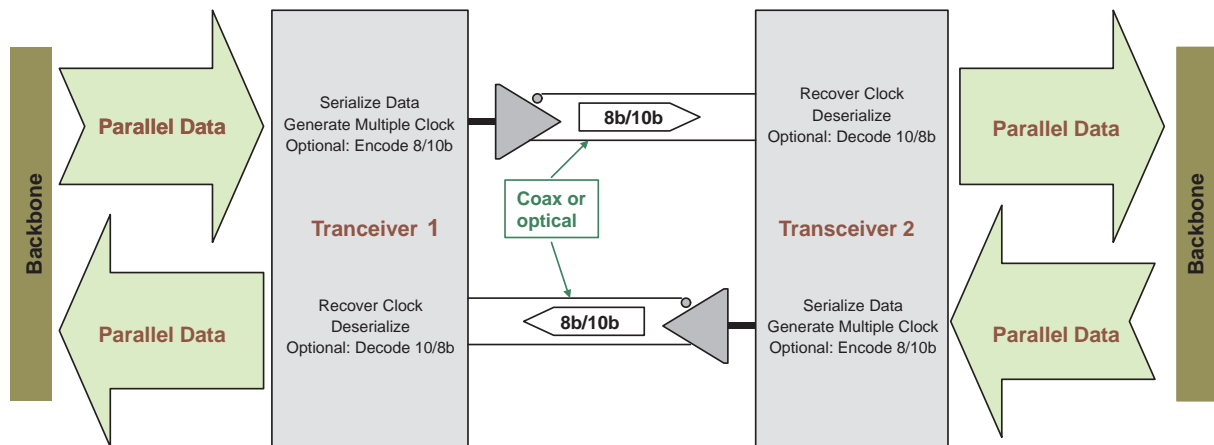 Backbone
Parallel Data
Serialize Data
Generate Multiple Clock
Optional: Encode 8/10b
8b/10b
Recover Clock
Deserialize
Optional: Decode 10/8b
Parallel Data
Backbone
Tranceiver 1
Coax or
optical
Transceiver 2
Parallel Data
Recover Clock
Deserialize
Optional: Decode 10/8b
8b/10b
Serialize Data
Generate Multiple Clock
Optional: Encode 8/10b
Parallel Data